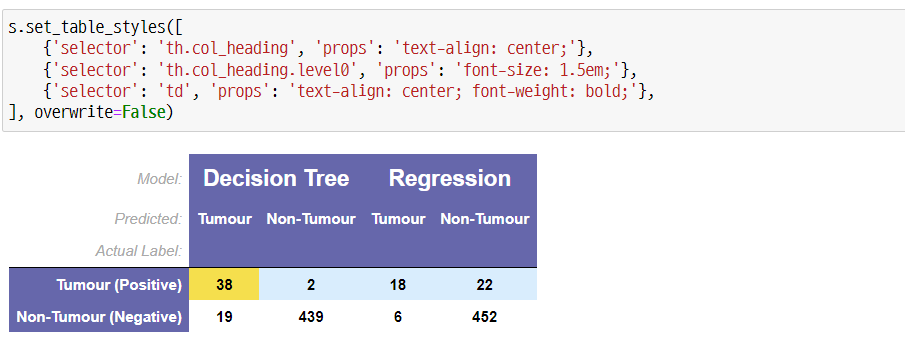 s.set_table_styles([
    {'selector': 'th.col_heading', 'props': 'text-align: center;'},
    {'selector': 'th.col_heading.level0', 'props': 'font-size: 1.5em;'},
    {'selector': 'td', 'props': 'text-align: center; font-weight: bold;'},
], overwrite=False)
Model: Decision Tree Regression
Predicted: Tumour Non-Tumour Tumour Non-Tumour
Actual Label:
Tumour (Positive) 38 2 18 22
Non-Tumour (Negative) 19 439 6 452